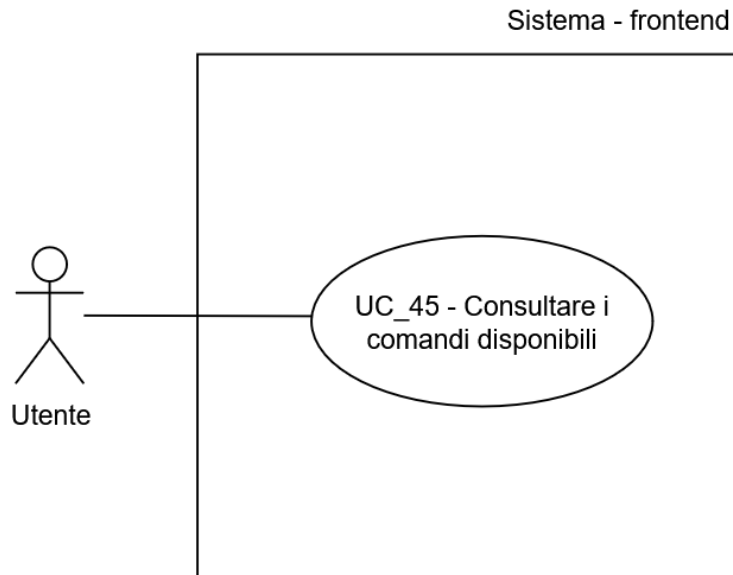 Sistema - frontend
UC_45 - Consultare i
comandi disponibili
Utente